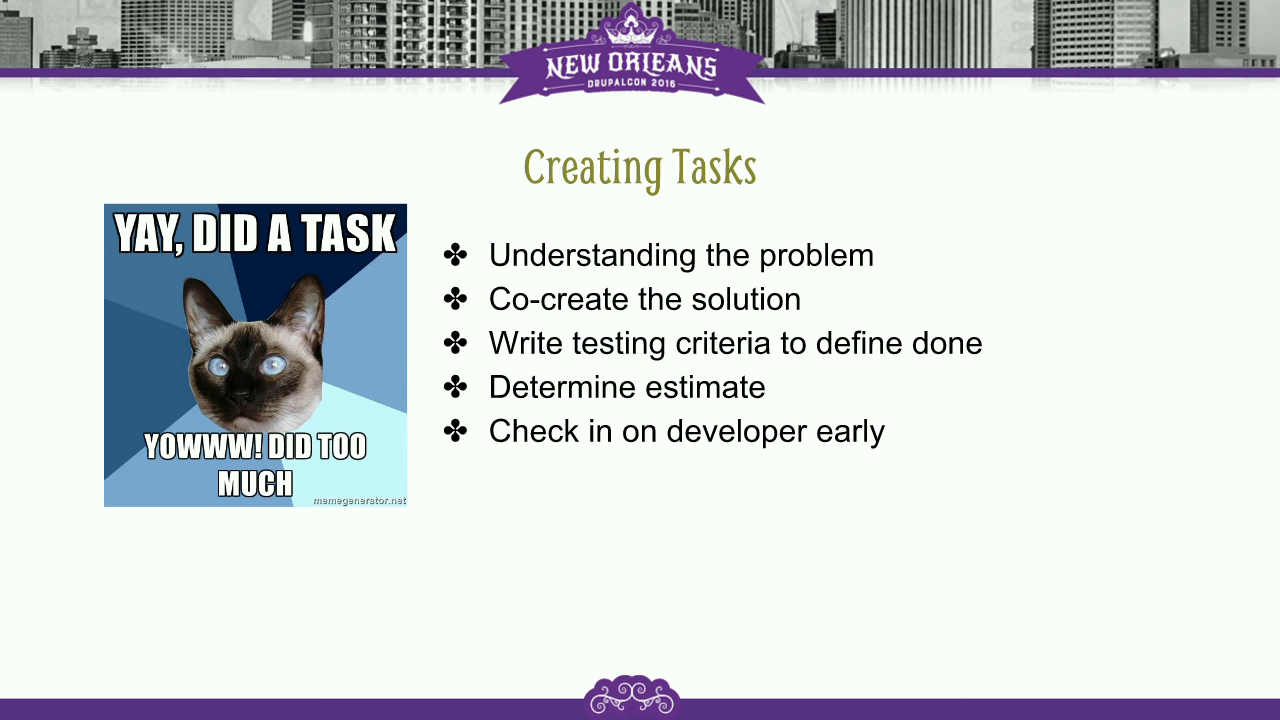 NEW ORLEANS
DRUPALCON 2016
Creating Tasks
YAY, DID A TASK
YOWWW! DID TOO
MUCH
memegenerator.net
✤ Understanding the problem
✤ Co-create the solution
✤ Write testing criteria to define done
✤ Determine estimate
✤ Check in on developer early